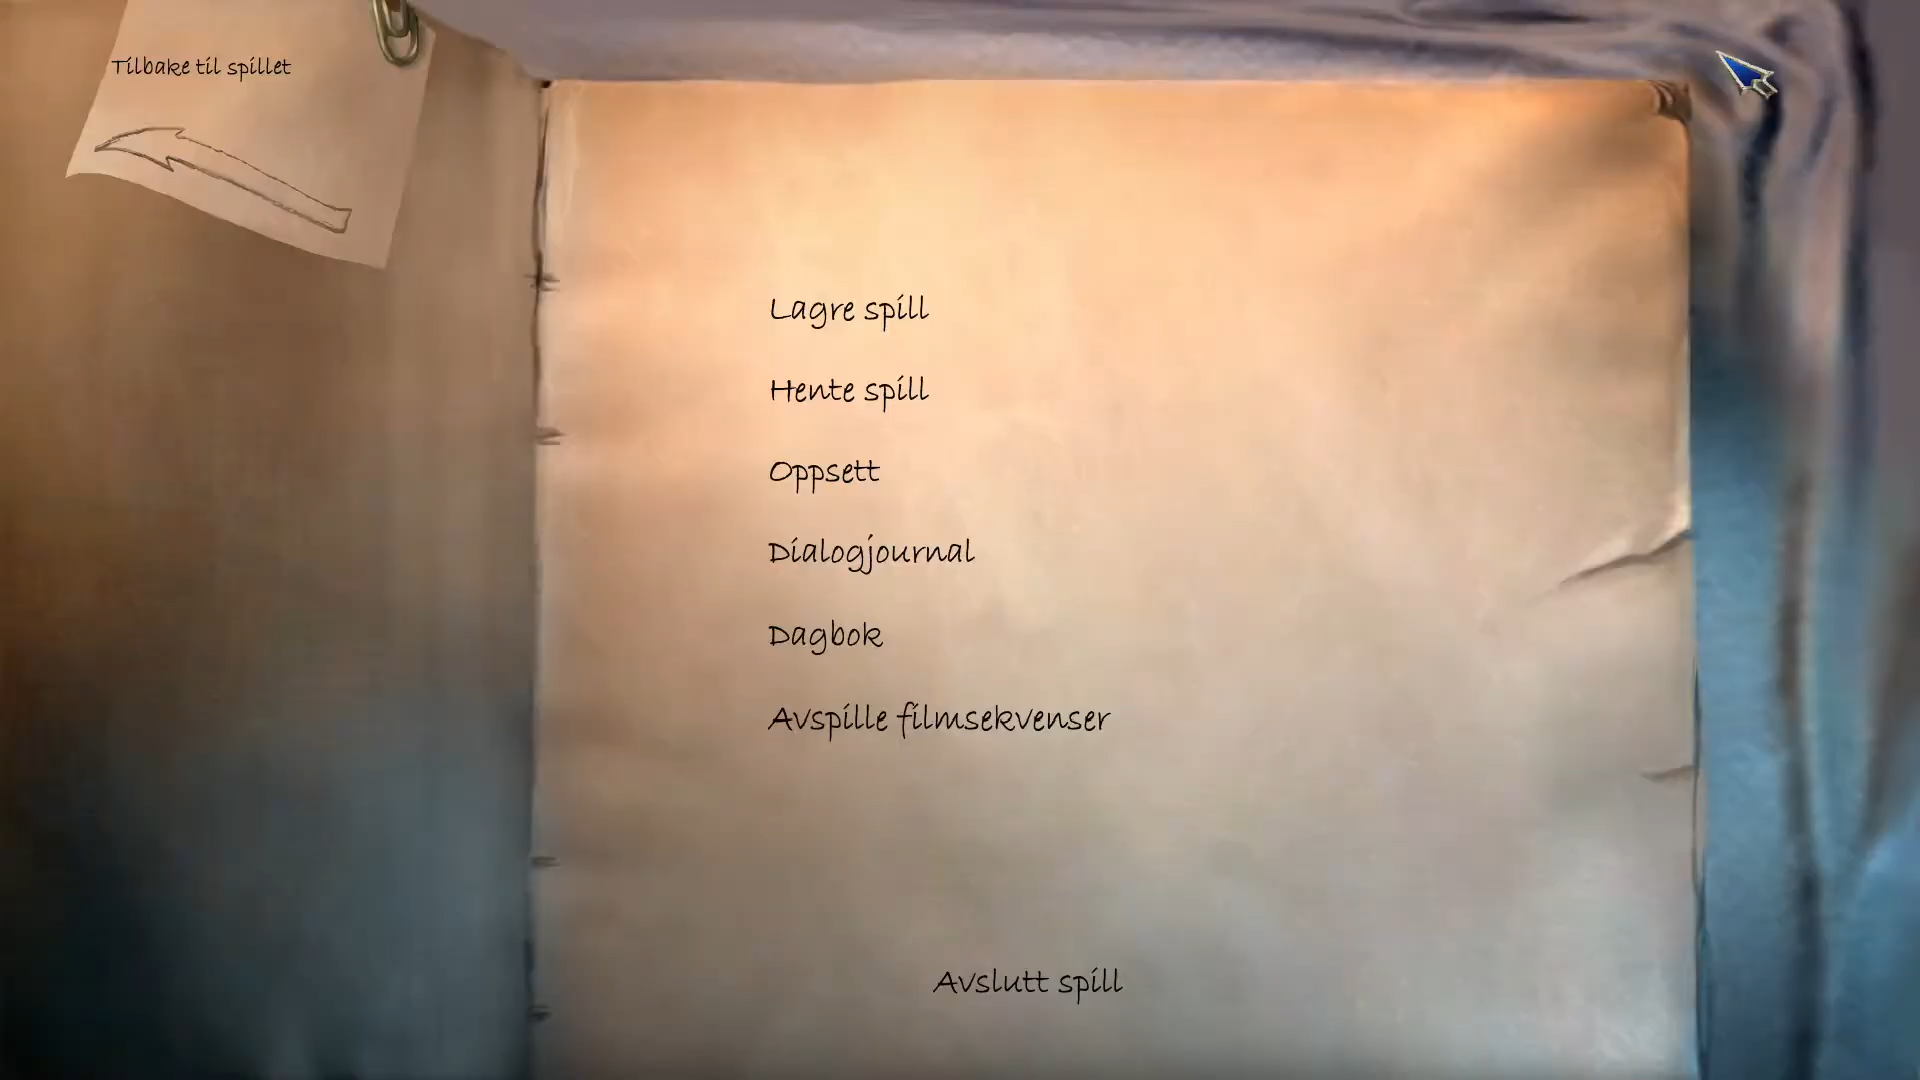 Tilbake til spillet
Lagre spill
Hente spill
Oppsett
Dialogjournal
Dagbok
Avspille filmsekvenser
Avslutt spill